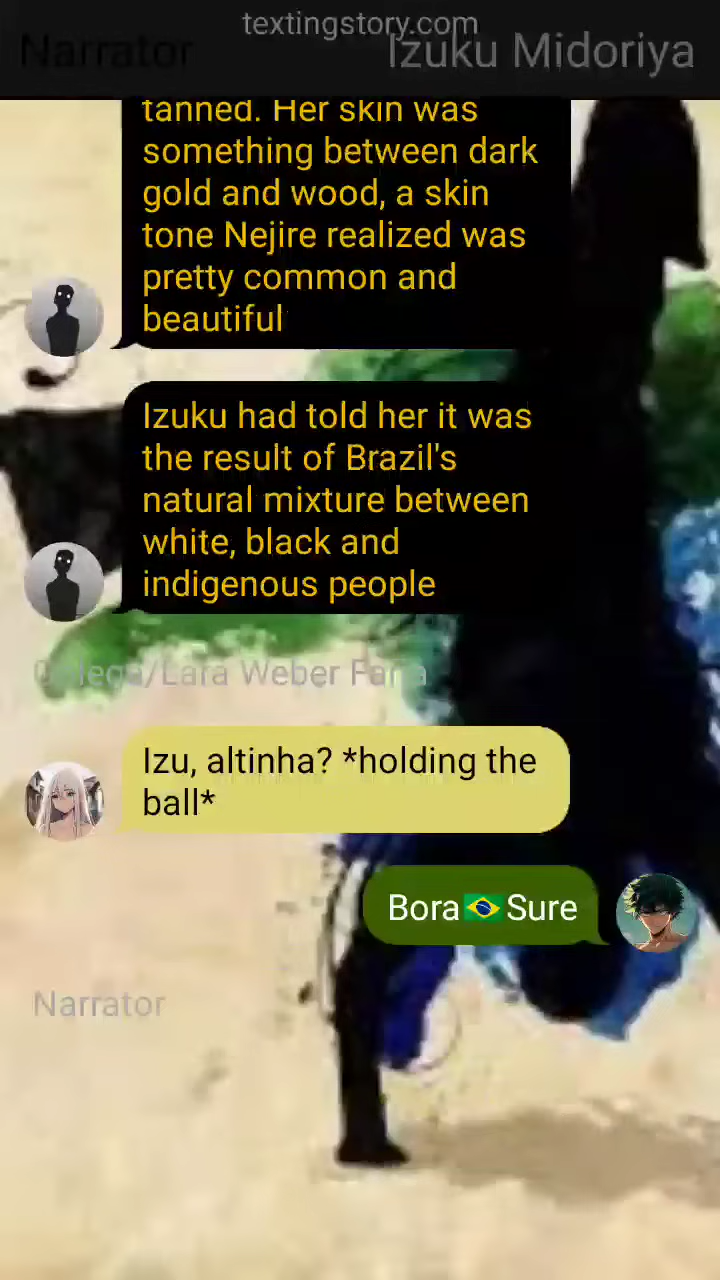 textingstory.com
Narrator
Izuku Midoriya
tanned. Her skin was
something between dark
gold and wood, a skin
tone Nejire realized was
pretty common and
beautiful
Izuku had told her it was
the result of Brazil's
natural mixture between
white, black and
indigenous people
Colega/Lara Weber Faria
Izu, altinha? *holding the
ball*
Bora🇧🇷Sure
Narrator